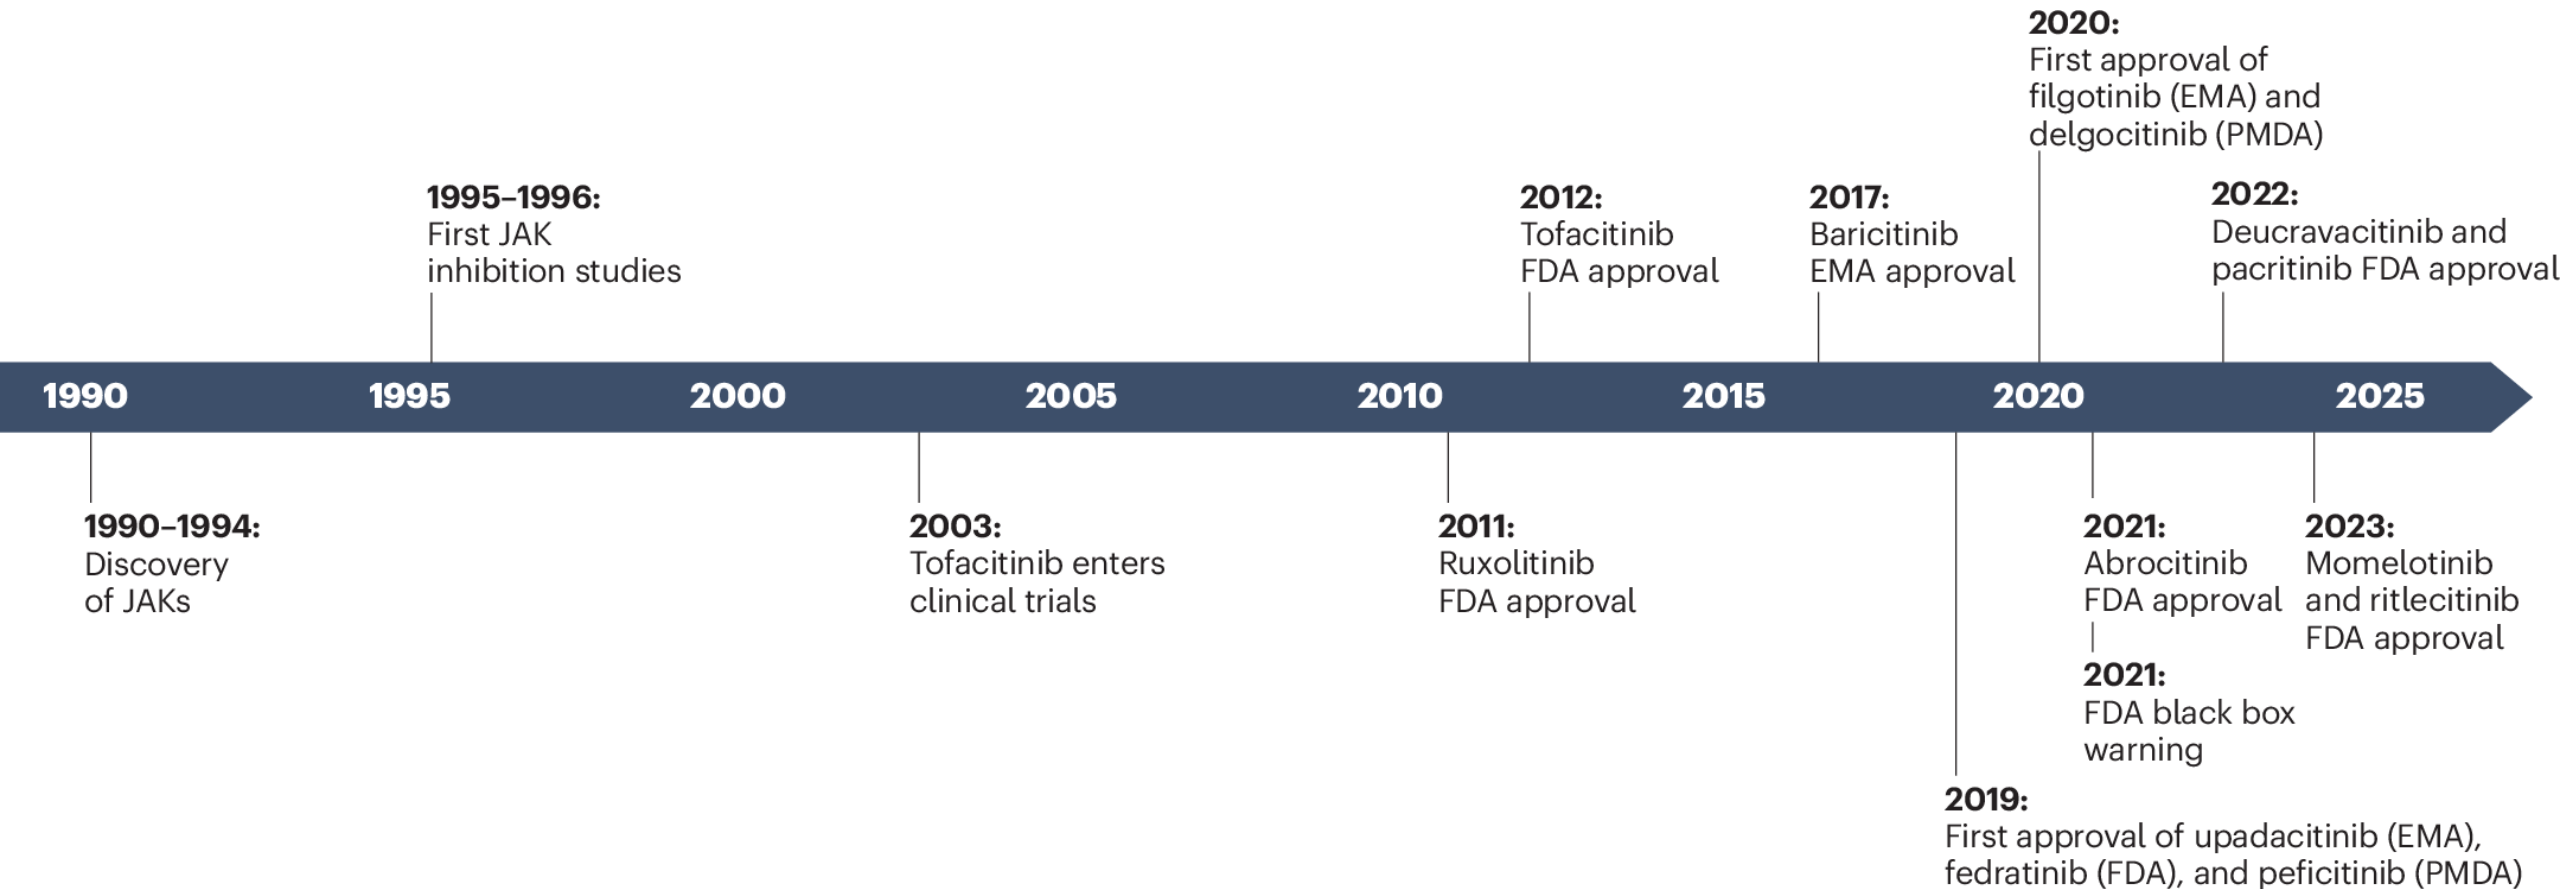 2020:
First approval of
filgotinib (EMA) and
delgocitinib (PMDA)
1995–1996:
First JAK
inhibition studies
2012:
Tofacitinib
FDA approval
2017:
Baricitinib
EMA approval
2022:
Deucravacitinib and
pacritinib FDA approval
1990 1995 2000 2005 2010 2015 2020 2025
1990–1994:
Discovery
of JAKs
2003:
Tofacitinib enters
clinical trials
2011:
Ruxolitinib
FDA approval
2021:
Abrocitinib
FDA approval
2021:
FDA black box
warning
2023:
Momelotinib
and ritlecitinib
FDA approval
2019:
First approval of upadacitinib (EMA),
fedratinib (FDA), and peficitinib (PMDA)